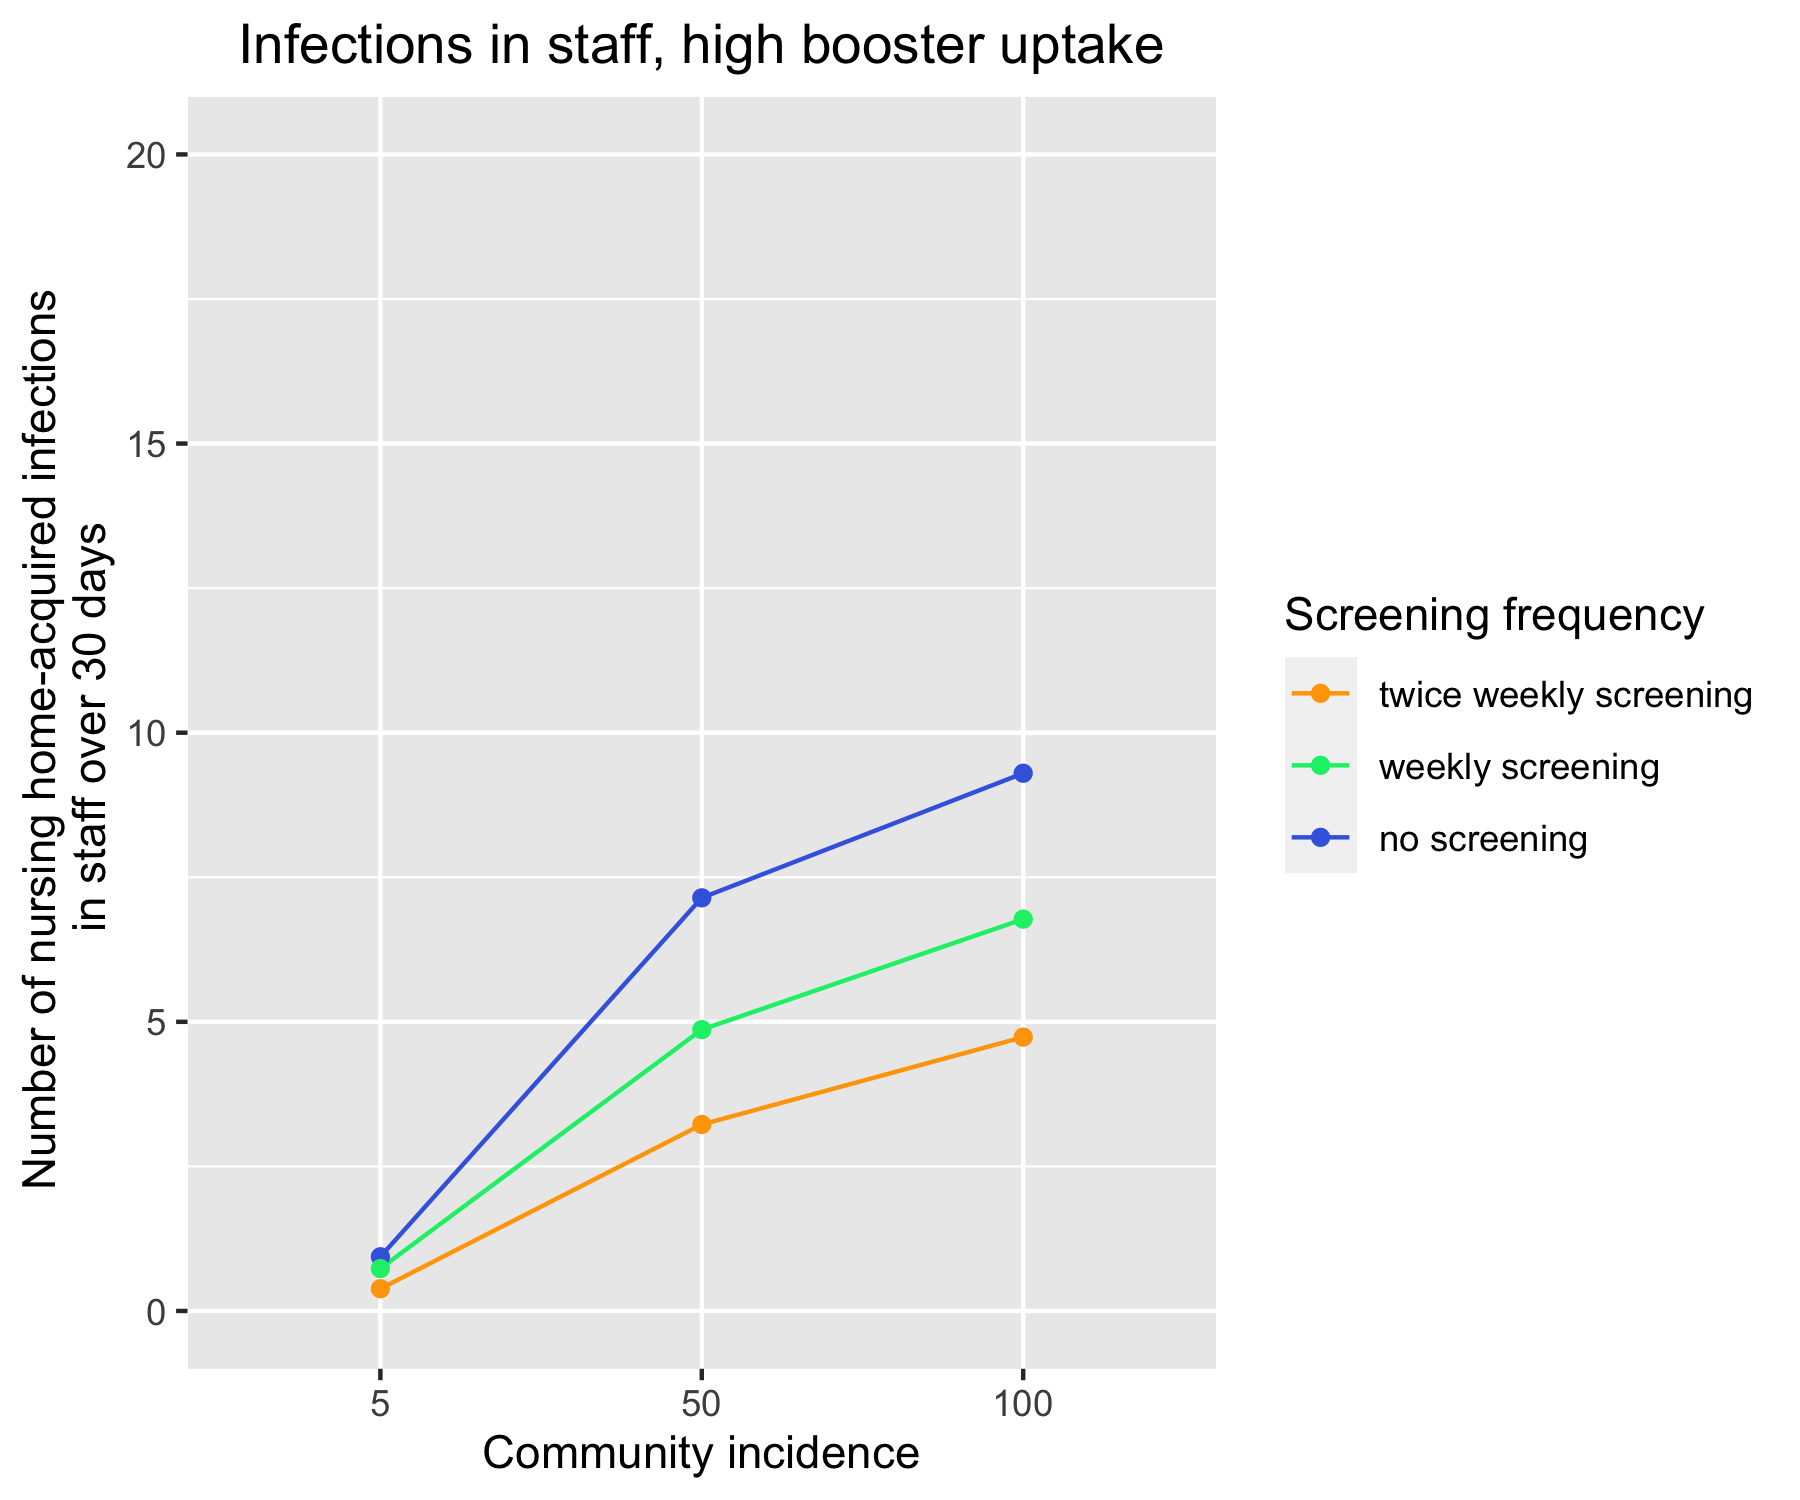 Infections in staff, high booster uptake
Number of nursing home-acquired infections
in staff over 30 days
20
15
10
5
0
5
50
100
Community incidence
Screening frequency
twice weekly screening
weekly screening
no screening